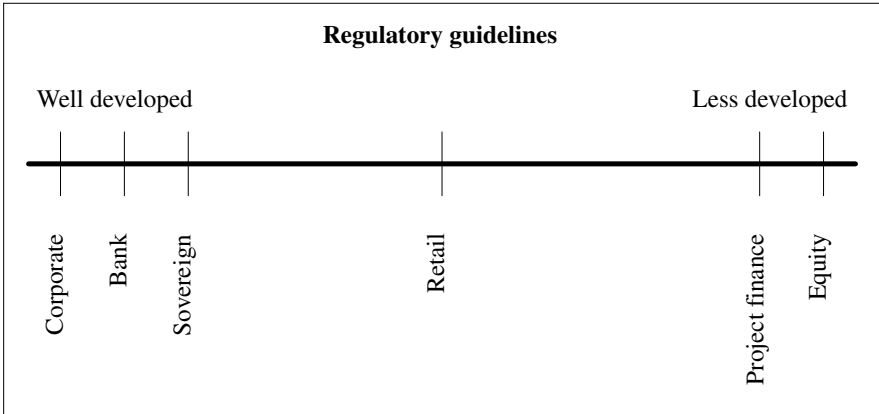 Regulatory guidelines
Well developed
Less developed
Corporate
Bank
Sovereign
Retail
Project finance
Equity